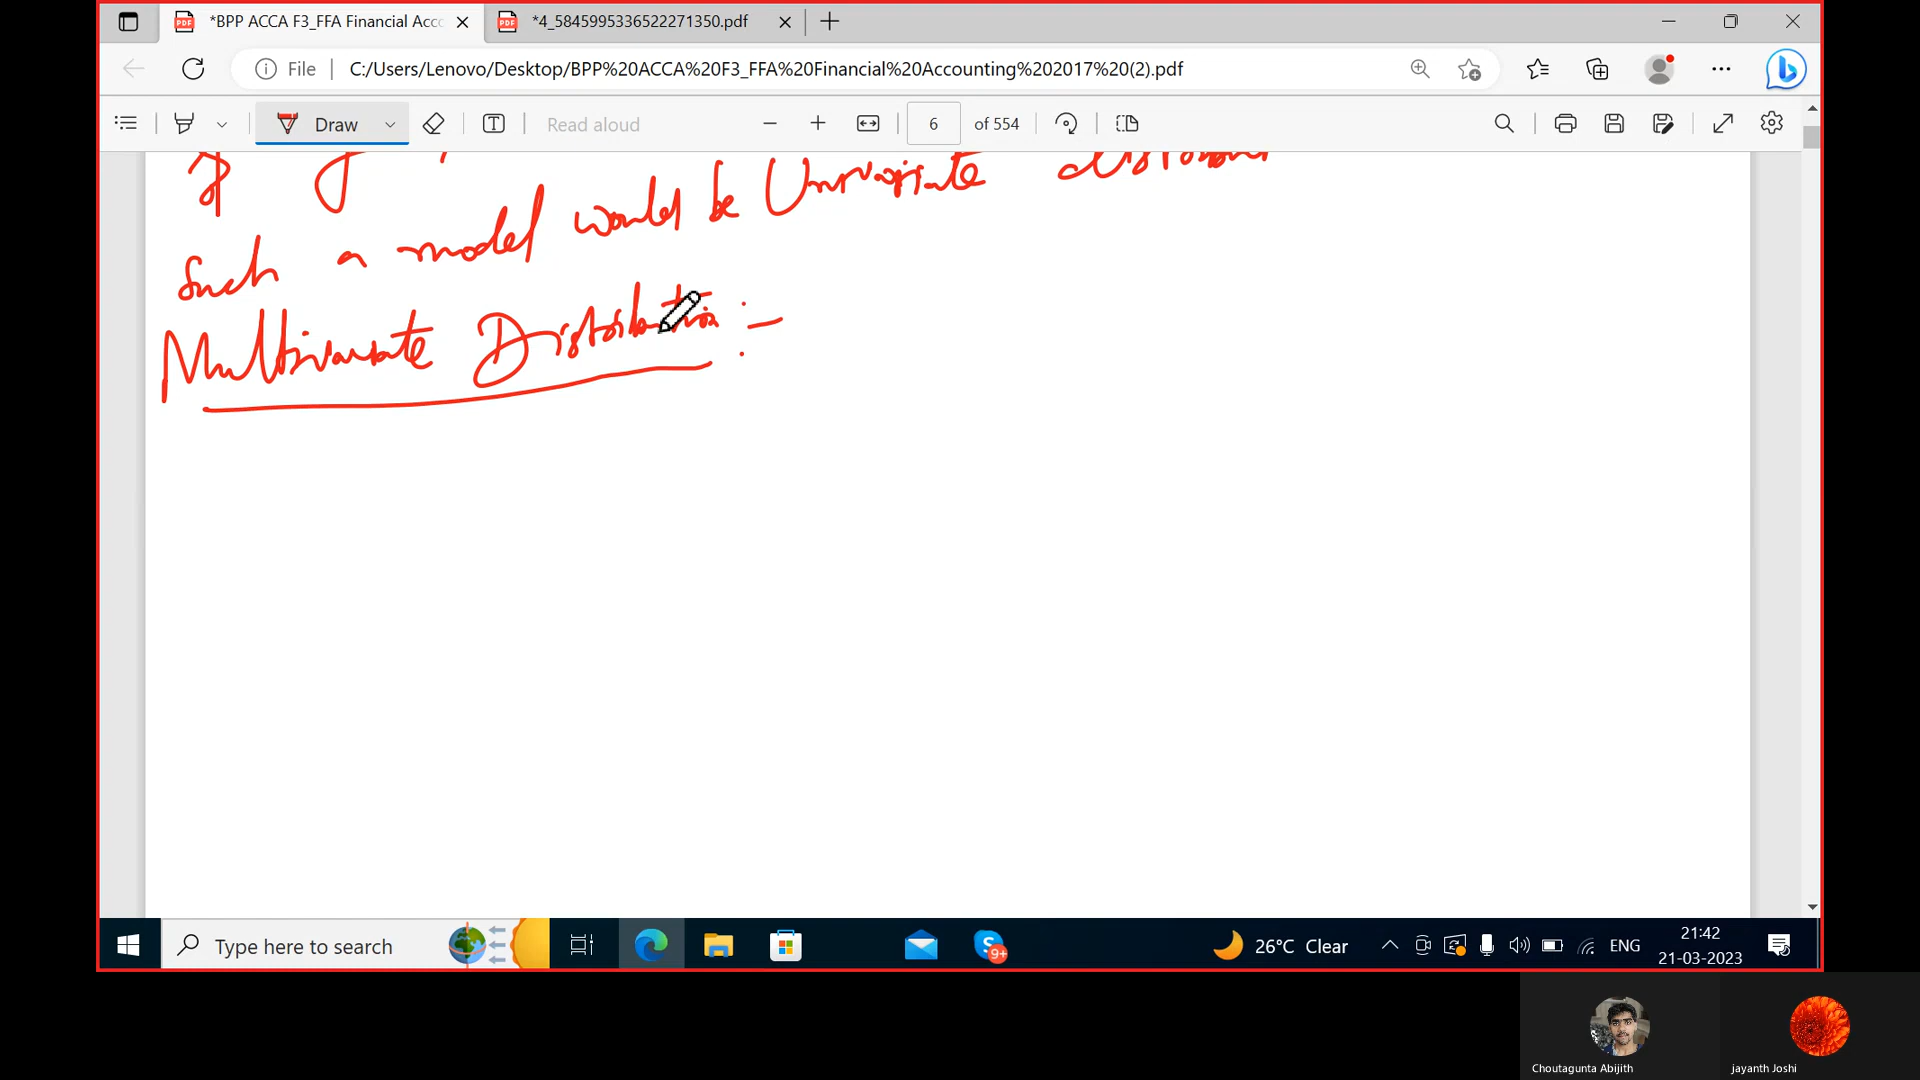 *BPP ACCA F3_FFA Financial Acc
*4_5845995336522271350.pdf
File
C:/Users/Lenovo/Desktop/BPP%20ACCA%20F3_FFA%20Financial%20Accounting%202017%20(2).pdf
Draw
Read aloud
6
of 554
Such a model would be Univariate
Multivariate Distribution :-
Type here to search
9+
26°C Clear
ENG
21:42
21-03-2023
Choutagunta Abijith
jayanth Joshi